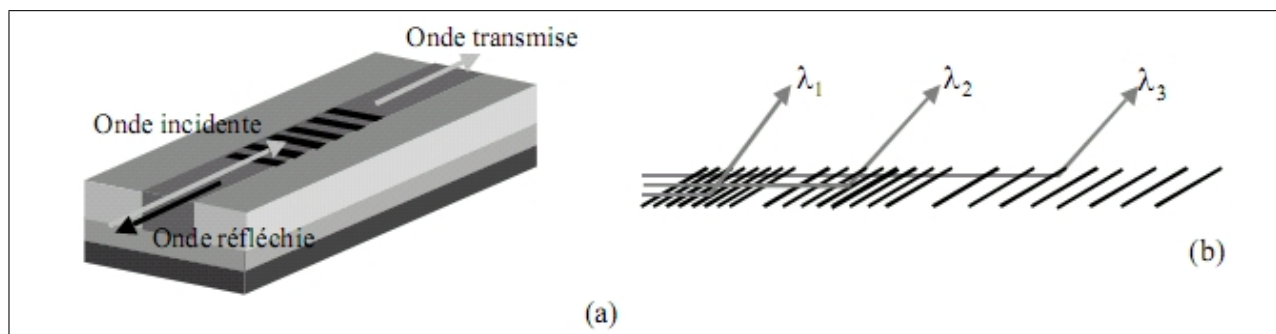 Onde transmise
Onde incidente
Onde réfléchie
(a)
λ1
λ2
λ3
(b)